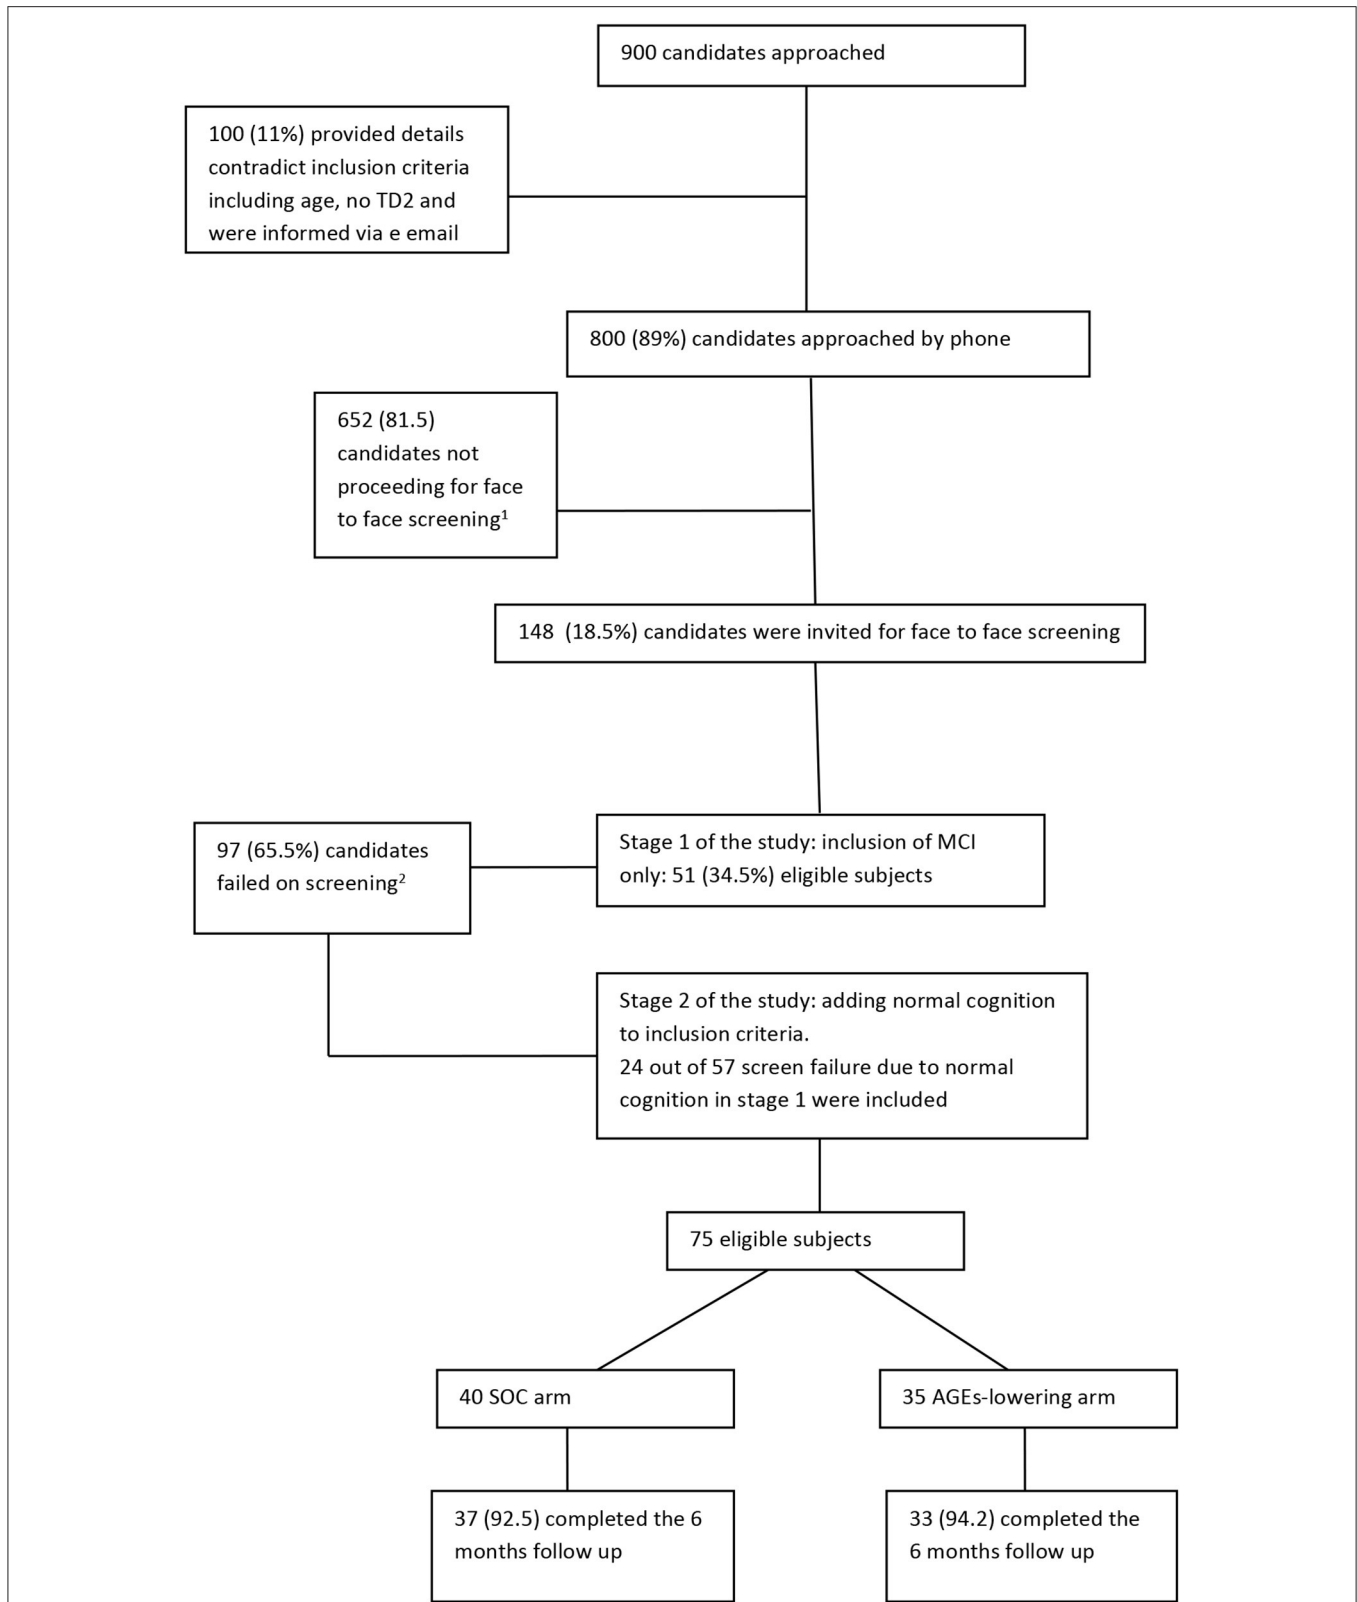 900 candidates approached
100 (11%) provided details
contradict inclusion criteria
including age, no TD2 and
were informed via e email
800 (89%) candidates approached by phone
652 (81.5)
candidates not
proceeding for face
to face screening¹
148 (18.5%) candidates were invited for face to face screening
97 (65.5%) candidates
failed on screening²
Stage 1 of the study: inclusion of MCI
only: 51 (34.5%) eligible subjects
Stage 2 of the study: adding normal cognition
to inclusion criteria.
24 out of 57 screen failure due to normal
cognition in stage 1 were included
75 eligible subjects
40 SOC arm
35 AGEs-lowering arm
37 (92.5) completed the 6
months follow up
33 (94.2) completed the
6 months follow up